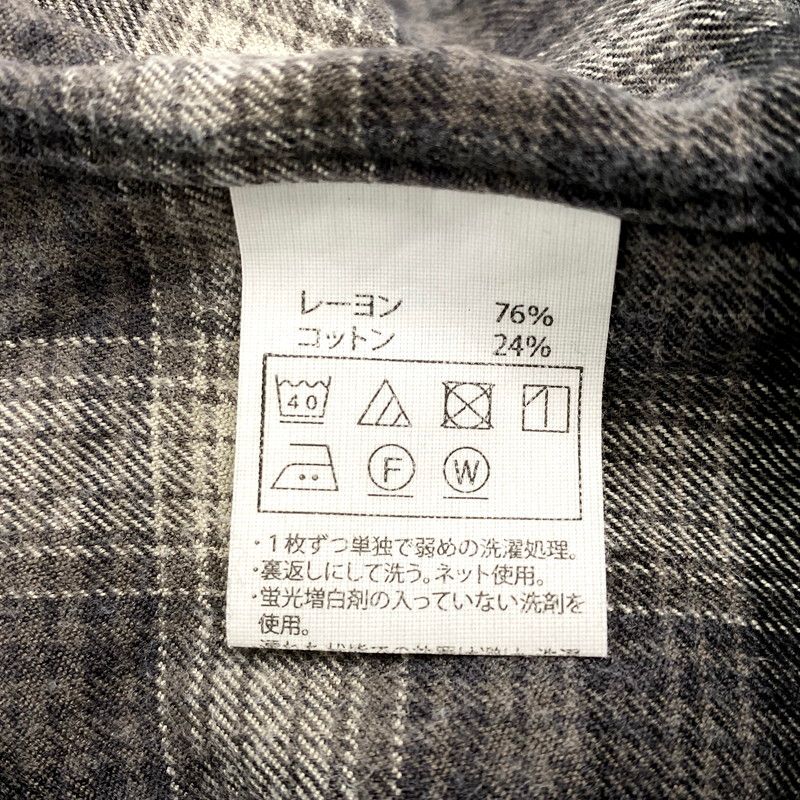 レーヨン 76%
コットン 24%
40
F W
・1枚ずつ単独で弱めの洗濯処理。
・裏返しにして洗う。ネット使用。
・蛍光増白剤の入っていない洗剤を
使用。